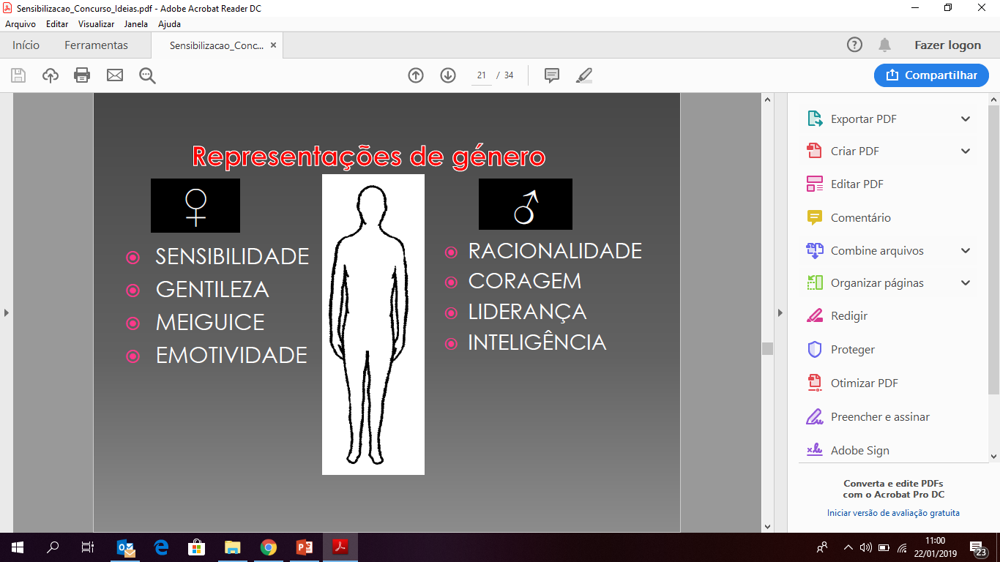 Sensibilizacao_Concurso_Ideias.pdf - Adobe Acrobat Reader DC
Arquivo Editar Visualizar Janela Ajuda
Início Ferramentas Sensibilizacao_Conc... Fazer logon
21 / 34 Compartilhar
Representações de género
♀ ♂
SENSIBILIDADE
GENTILEZA
MEIGUICE
EMOTIVIDADE
RACIONALIDADE
CORAGEM
LIDERANÇA
INTELIGÊNCIA
Exportar PDF
Criar PDF
Editar PDF
Comentário
Combine arquivos
Organizar páginas
Redigir
Proteger
Otimizar PDF
Preencher e assinar
Adobe Sign
Converta e edite PDFs
com o Acrobat Pro DC
Iniciar versão de avaliação gratuita
11:00
22/01/2019
23